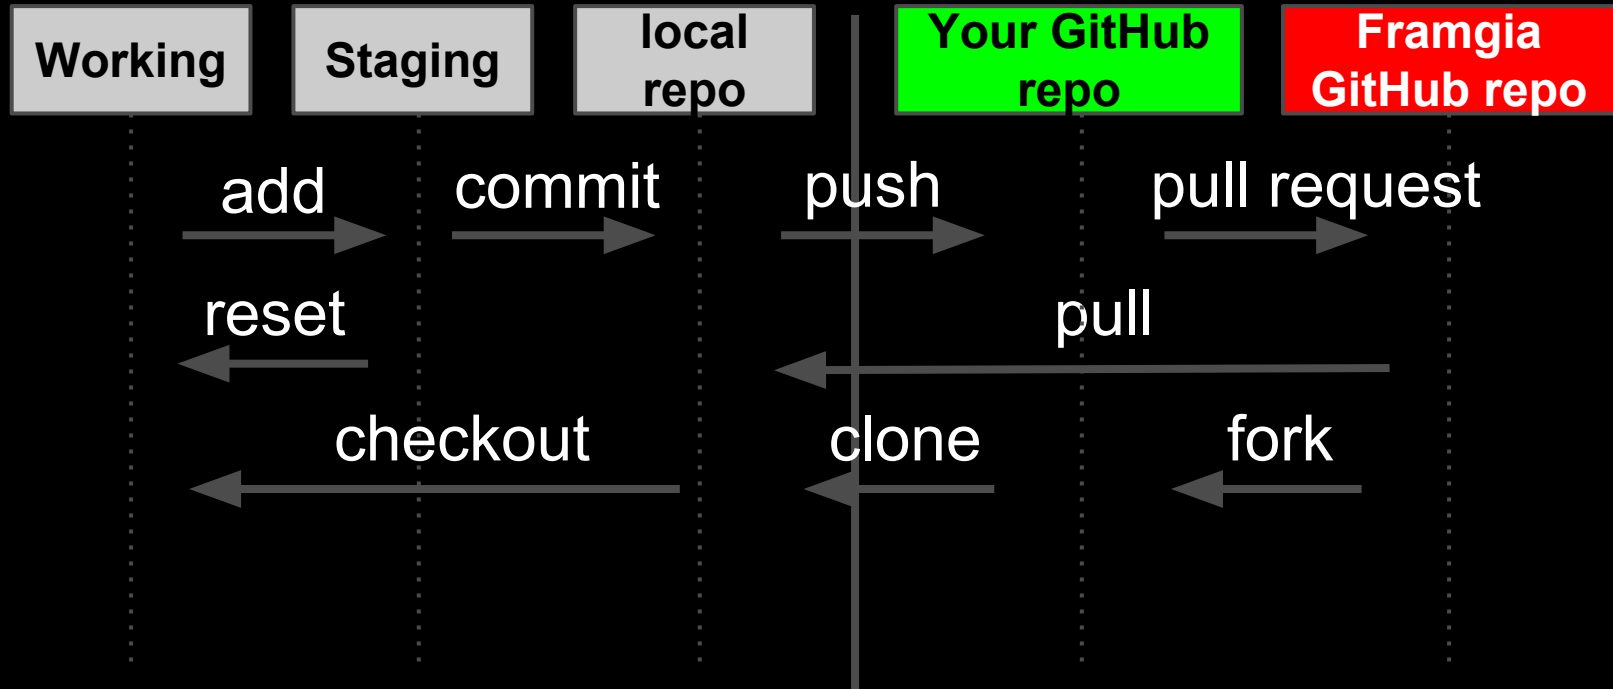 Working
Staging
local
repo
Your GitHub
repo
Framgia
GitHub repo
add
commit
push
pull request
reset
pull
checkout
clone
fork